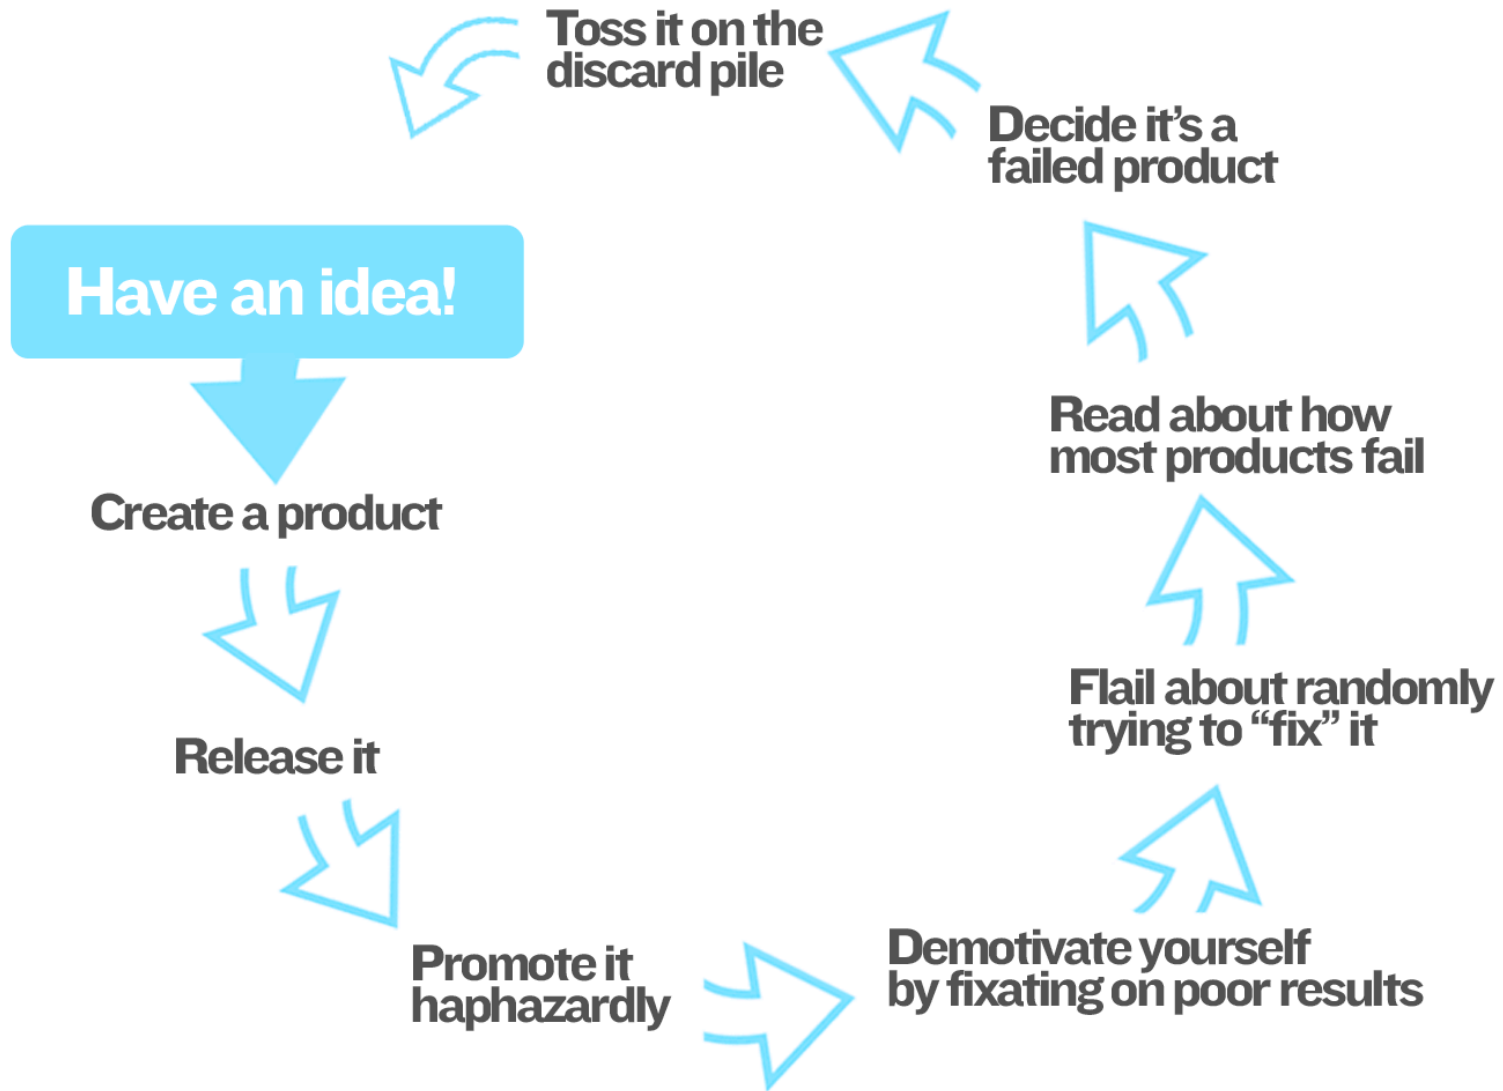 Have an idea!
Create a product
Release it
Promote it
haphazardly
Demotivate yourself
by fixating on poor results
Flail about randomly
trying to “fix” it
Read about how
most products fail
Decide it’s a
failed product
Toss it on the
discard pile